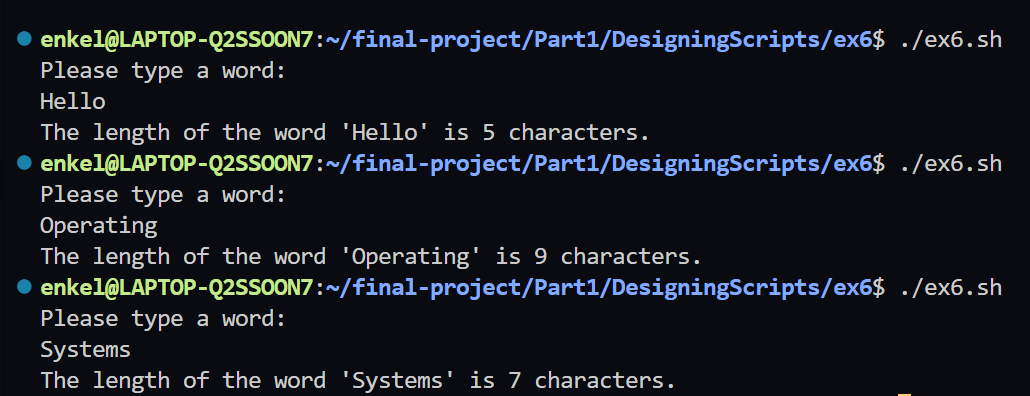 enkel@LAPTOP-Q2SSOON7:~/final-project/Part1/DesigningScripts/ex6$ ./ex6.sh
Please type a word:
Hello
The length of the word 'Hello' is 5 characters.
enkel@LAPTOP-Q2SSOON7:~/final-project/Part1/DesigningScripts/ex6$ ./ex6.sh
Please type a word:
Operating
The length of the word 'Operating' is 9 characters.
enkel@LAPTOP-Q2SSOON7:~/final-project/Part1/DesigningScripts/ex6$ ./ex6.sh
Please type a word:
Systems
The length of the word 'Systems' is 7 characters.